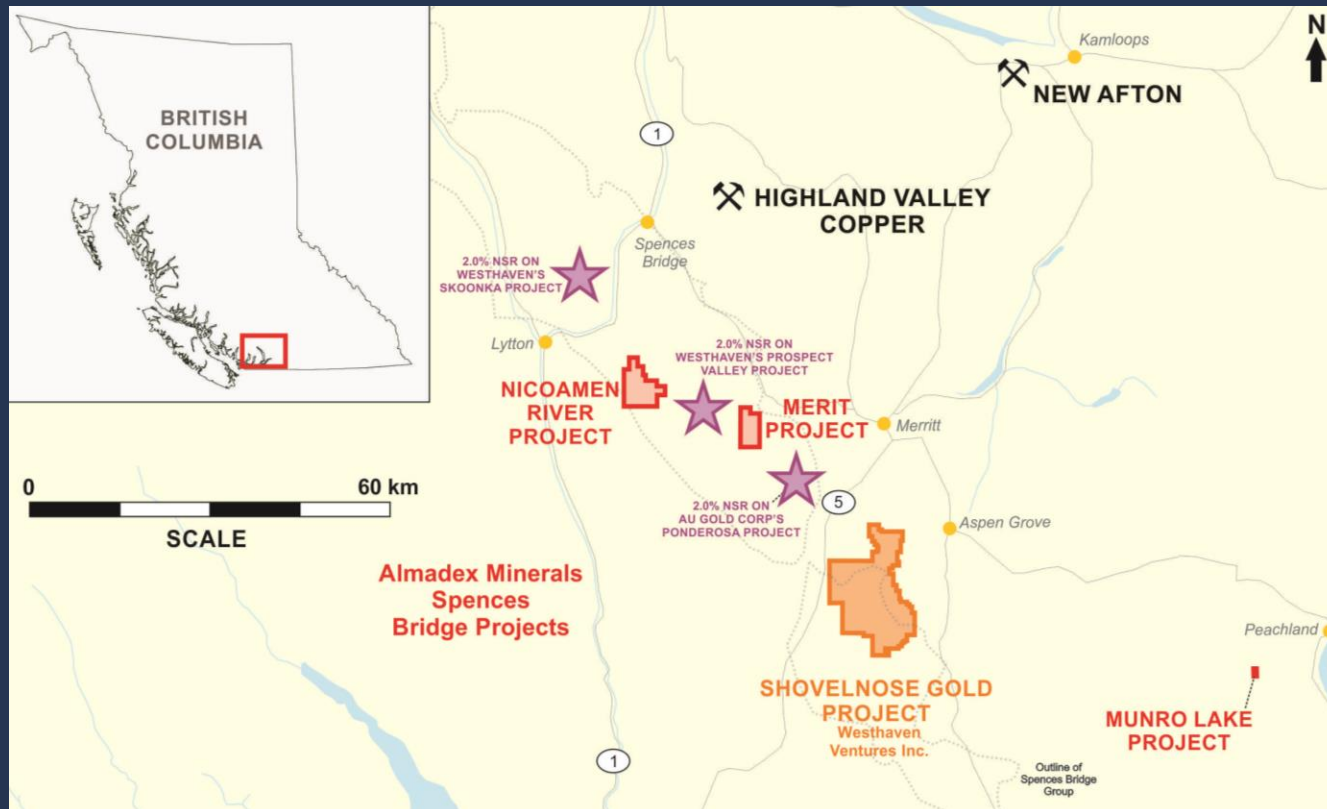 BRITISH
COLUMBIA
N
Kamloops
NEW AFTON
1
HIGHLAND VALLEY
COPPER
Spences
Bridge
2.0% NSR ON
WESTHAVEN'S
SKOONKA PROJECT
Lytton
2.0% NSR ON
WESTHAVEN'S PROSPECT
VALLEY PROJECT
NICOAMEN
RIVER
PROJECT
MERIT
PROJECT
Merritt
0
60 km
SCALE
2.0% NSR ON
AU GOLD CORP'S
PONDEROSA PROJECT
5
Aspen Grove
Almadex Minerals
Spences
Bridge Projects
Peachland
SHOVELNOSE GOLD
PROJECT
Westhaven
Ventures Inc.
MUNRO LAKE
PROJECT
1
Outline of
Spences Bridge
Group